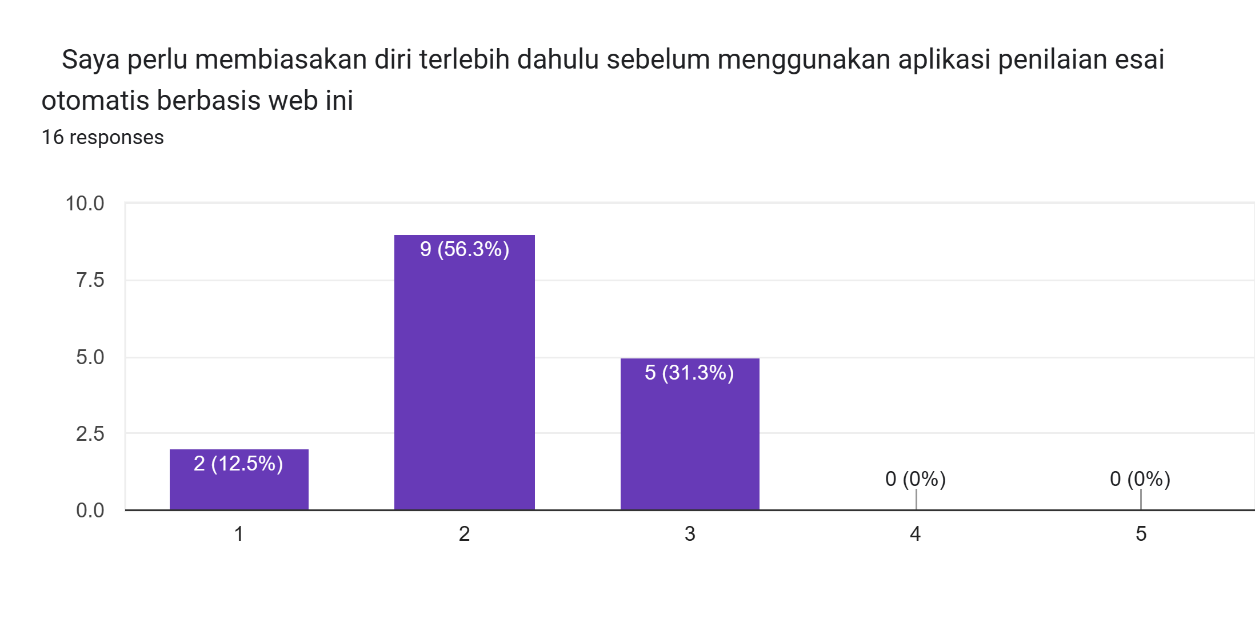 Saya perlu membiasakan diri terlebih dahulu sebelum menggunakan aplikasi penilaian esai
otomatis berbasis web ini
16 responses
10.0
7.5
5.0
2.5
0.0
2 (12.5%)
9 (56.3%)
5 (31.3%)
0 (0%)
0 (0%)
1 2 3 4 5